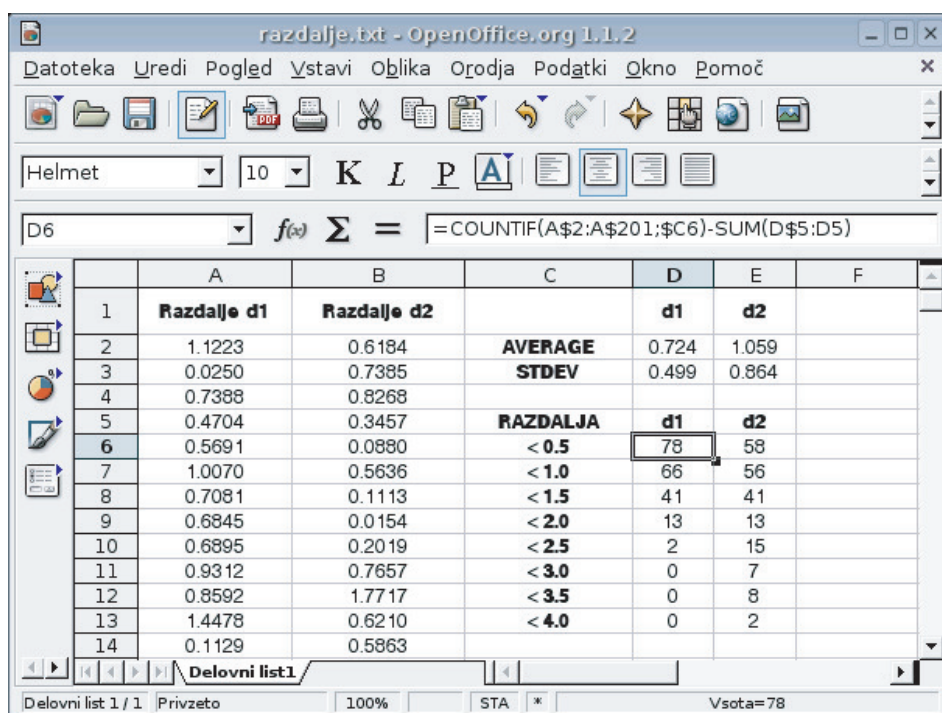 razdalje.txt - OpenOffice.org 1.1.2
Datoteka Uredi Pogled Vstavi Oblika Orodja Podatki Okno Pomoč
PDF
Helmet 10 K L P A
D6 f(x) Σ = =COUNTIF(A$2:A$201;$C6)-SUM(D$5:D5)
A B C D E F
1 Razdalje d1 Razdalje d2 d1 d2
2 1.1223 0.6184 AVERAGE 0.724 1.059
3 0.0250 0.7385 STDEV 0.499 0.864
4 0.7388 0.8268
5 0.4704 0.3457 RAZDALJA d1 d2
6 0.5691 0.0880 < 0.5 78 58
7 1.0070 0.5636 < 1.0 66 56
8 0.7081 0.1113 < 1.5 41 41
9 0.6845 0.0154 < 2.0 13 13
10 0.6895 0.2019 < 2.5 2 15
11 0.9312 0.7657 < 3.0 0 7
12 0.8592 1.7717 < 3.5 0 8
13 1.4478 0.6210 < 4.0 0 2
14 0.1129 0.5863
Delovni list1
Delovni list 1 / 1 Privzeto 100% STA * Vsota=78